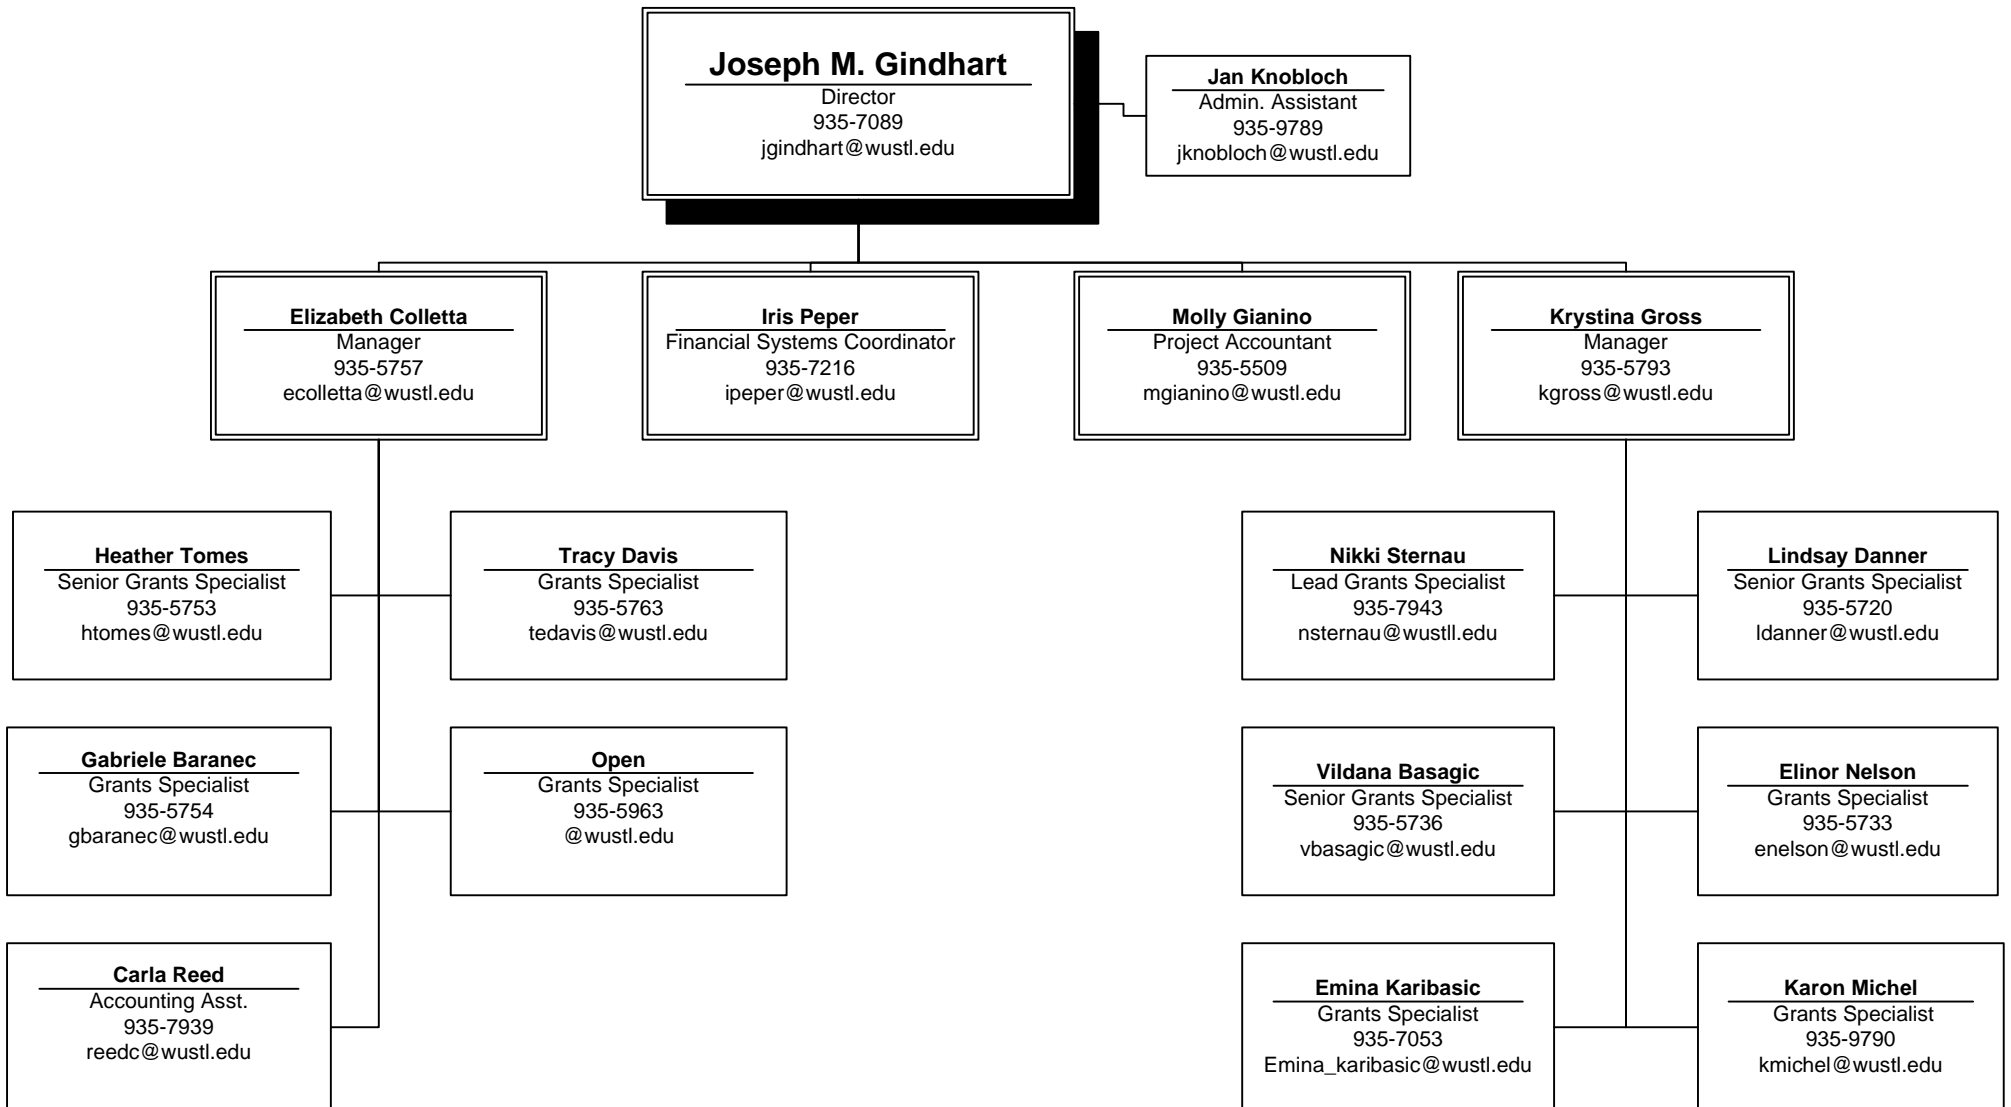 Joseph M. Gindhart
Director
935-7089
jgindhart@wustl.edu
Jan Knobloch
Admin. Assistant
935-9789
jknobloch@wustl.edu
Elizabeth Colletta
Manager
935-5757
ecolletta@wustl.edu
Iris Peper
Financial Systems Coordinator
935-7216
ipeper@wustl.edu
Molly Gianino
Project Accountant
935-5509
mgianino@wustl.edu
Krystina Gross
Manager
935-5793
kgross@wustl.edu
Heather Tomes
Senior Grants Specialist
935-5753
htomes@wustl.edu
Tracy Davis
Grants Specialist
935-5763
tedavis@wustl.edu
Nikki Sternau
Lead Grants Specialist
935-7943
nsternau@wustll.edu
Lindsay Danner
Senior Grants Specialist
935-5720
ldanner@wustl.edu
Gabriele Baranec
Grants Specialist
935-5754
gbaranec@wustl.edu
Open
Grants Specialist
935-5963
@wustl.edu
Vildana Basagic
Senior Grants Specialist
935-5736
vbasagic@wustl.edu
Elinor Nelson
Grants Specialist
935-5733
enelson@wustl.edu
Carla Reed
Accounting Asst.
935-7939
reedc@wustl.edu
Emina Karibasic
Grants Specialist
935-7053
Emina_karibasic@wustl.edu
Karon Michel
Grants Specialist
935-9790
kmichel@wustl.edu